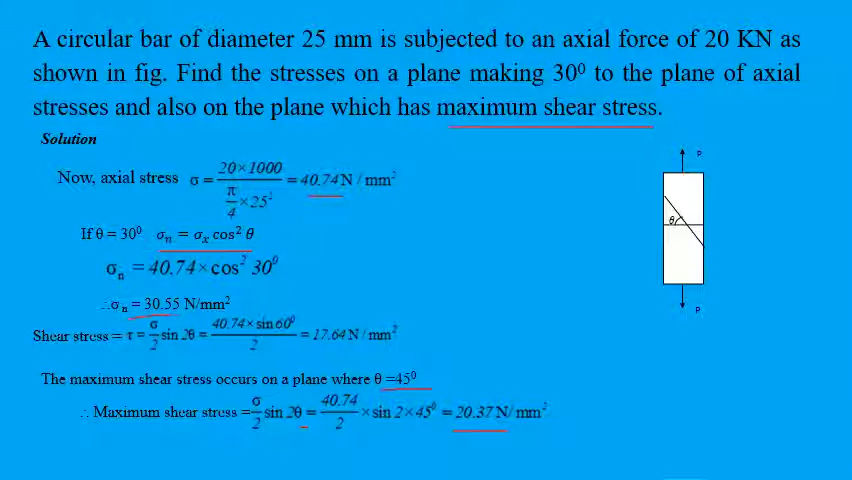 A circular bar of diameter 25 mm is subjected to an axial force of 20 KN as
shown in fig. Find the stresses on a plane making 30⁰ to the plane of axial
stresses and also on the plane which has maximum shear stress.
Solution
Now, axial stress σ = (20×1000)/(π/4 ×25²) = 40.74 N / mm²
If θ = 30⁰ σₙ = σₓ cos² θ
σₙ = 40.74 × cos² 30⁰
∴σₙ = 30.55 N/mm²
Shear stress = τ = σ/2 sin 2θ = (40.74× sin 60⁰)/2 = 17.64 N / mm²
The maximum shear stress occurs on a plane where θ =45⁰
∴ Maximum shear stress = σ/2 sin 2θ = 40.74/2 × sin 2×45⁰ = 20.37 N/ mm²
P
θ
P